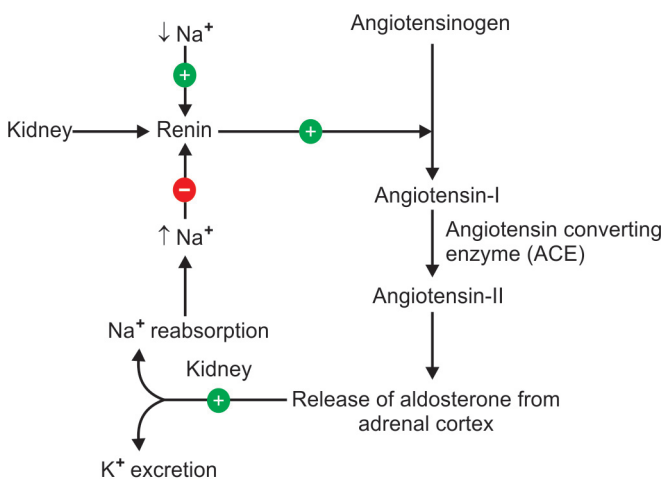 ↓ Na⁺
Angiotensinogen
+
Kidney
Renin
+
−
Angiotensin-I
↑ Na⁺
Angiotensin converting
enzyme (ACE)
Angiotensin-II
Na⁺ reabsorption
Kidney
+
Release of aldosterone from
adrenal cortex
K⁺ excretion